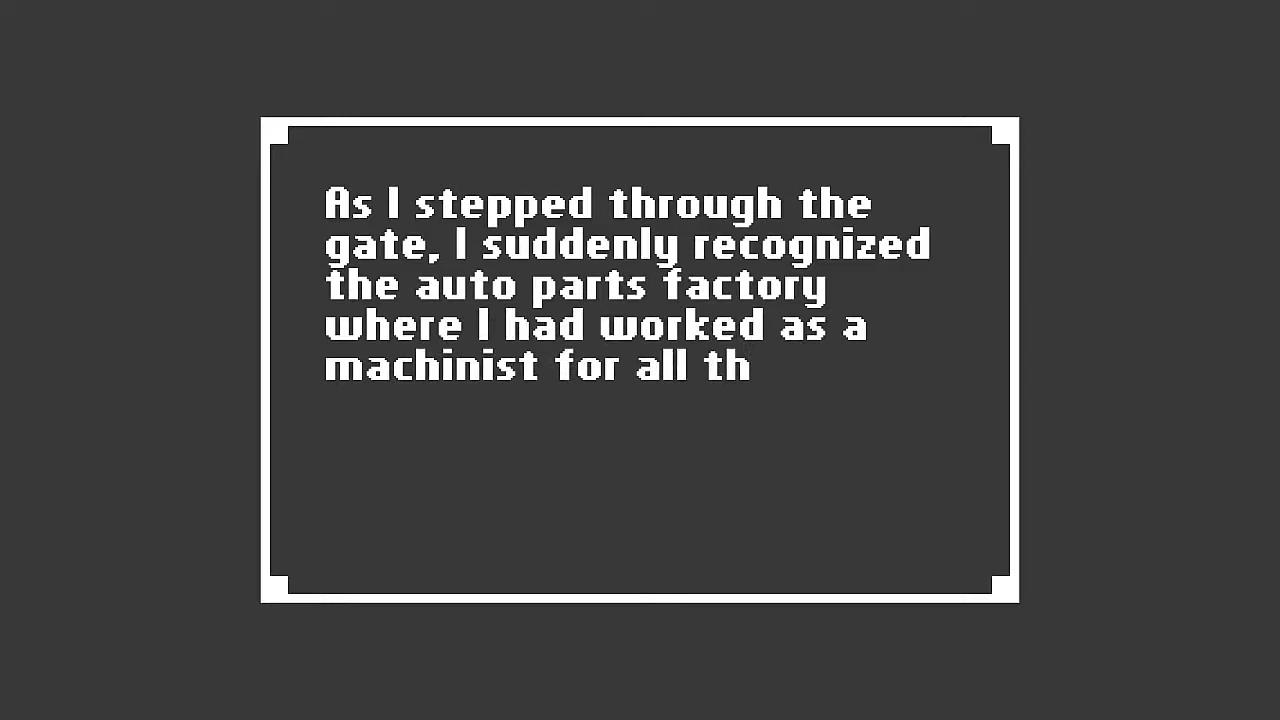 As I stepped through the
gate, I suddenly recognized
the auto parts factory
where I had worked as a
machinist for all th